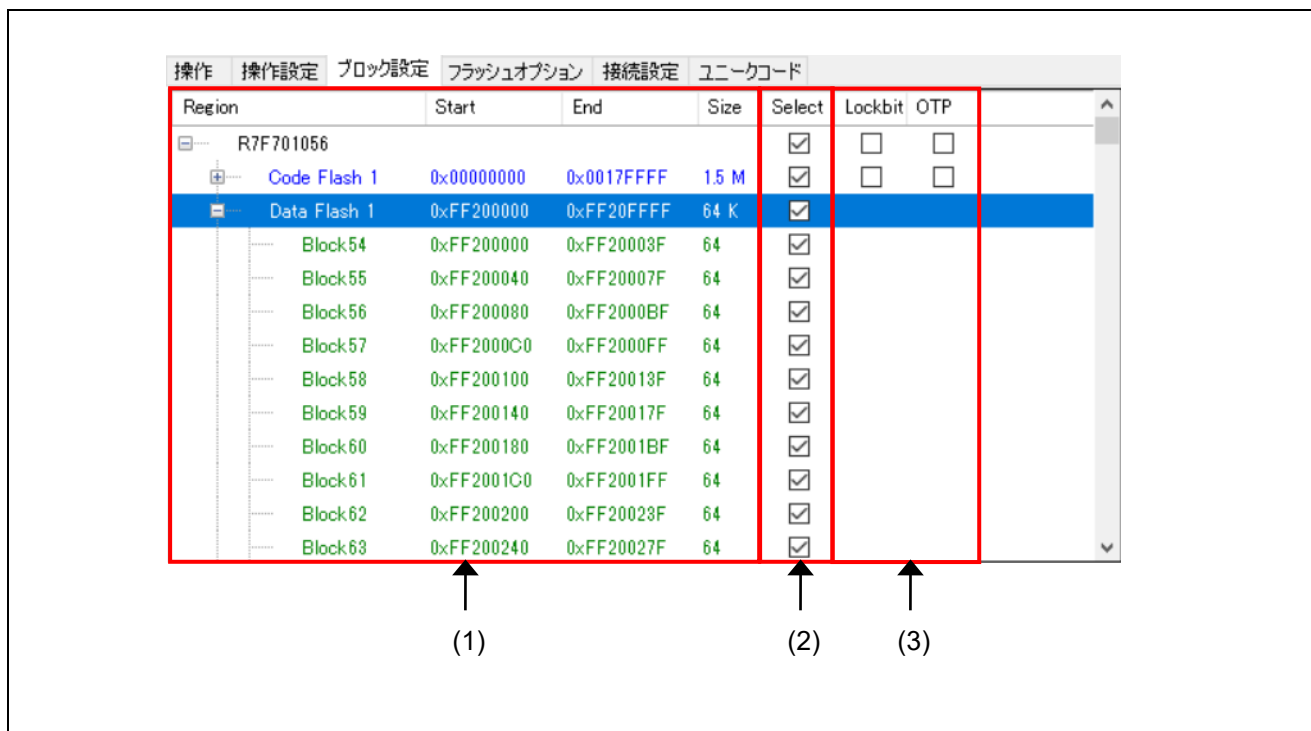 操作 操作設定 ブロック設定 フラッシュオプション 接続設定 ユニークコード
Region Start End Size Select Lockbit OTP
R7F701056
Code Flash 1 0x00000000 0x0017FFFF 1.5 M
Data Flash 1 0xFF200000 0xFF20FFFF 64 K
Block54 0xFF200000 0xFF20003F 64
Block55 0xFF200040 0xFF20007F 64
Block56 0xFF200080 0xFF2000BF 64
Block57 0xFF2000C0 0xFF2000FF 64
Block58 0xFF200100 0xFF20013F 64
Block59 0xFF200140 0xFF20017F 64
Block60 0xFF200180 0xFF2001BF 64
Block61 0xFF2001C0 0xFF2001FF 64
Block62 0xFF200200 0xFF20023F 64
Block63 0xFF200240 0xFF20027F 64
(1) (2) (3)